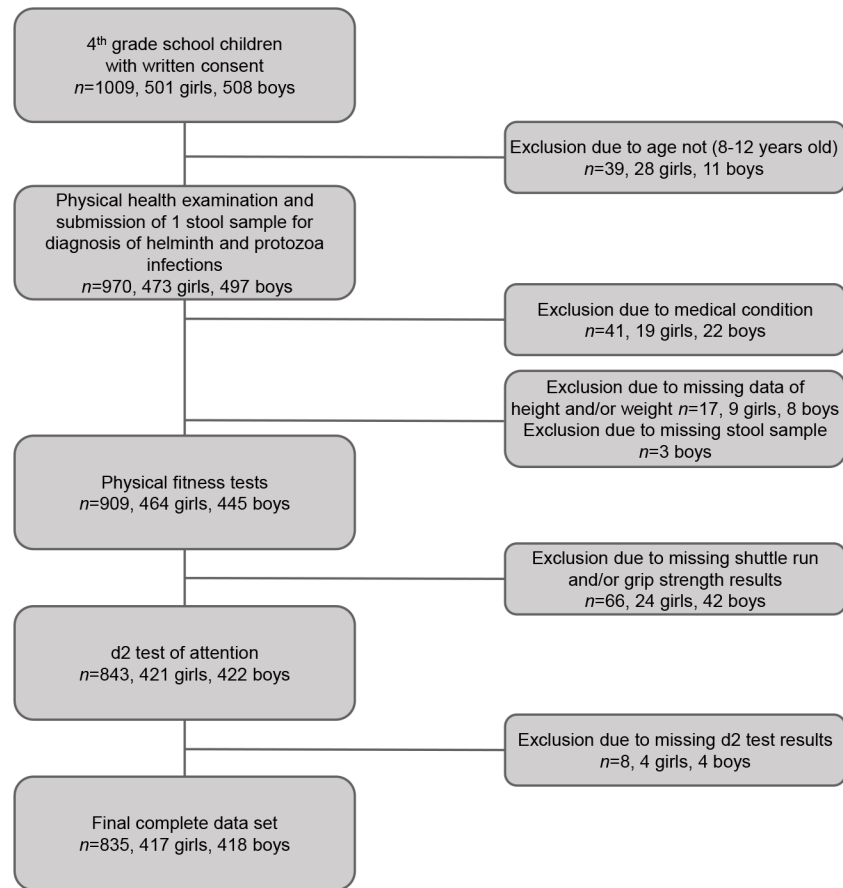 4th grade school children
with written consent
n=1009, 501 girls, 508 boys
Exclusion due to age not (8-12 years old)
n=39, 28 girls, 11 boys
Physical health examination and
submission of 1 stool sample for
diagnosis of helminth and protozoa
infections
n=970, 473 girls, 497 boys
Exclusion due to medical condition
n=41, 19 girls, 22 boys
Exclusion due to missing data of
height and/or weight n=17, 9 girls, 8 boys
Exclusion due to missing stool sample
n=3 boys
Physical fitness tests
n=909, 464 girls, 445 boys
Exclusion due to missing shuttle run
and/or grip strength results
n=66, 24 girls, 42 boys
d2 test of attention
n=843, 421 girls, 422 boys
Exclusion due to missing d2 test results
n=8, 4 girls, 4 boys
Final complete data set
n=835, 417 girls, 418 boys